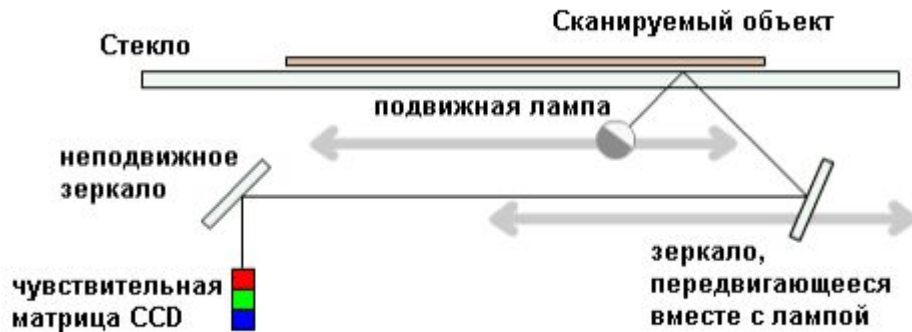 Сканируемый объект
Стекло
подвижная лампа
неподвижное
зеркало
зеркало,
передвигающееся
вместе с лампой
чувствительная
матрица CCD